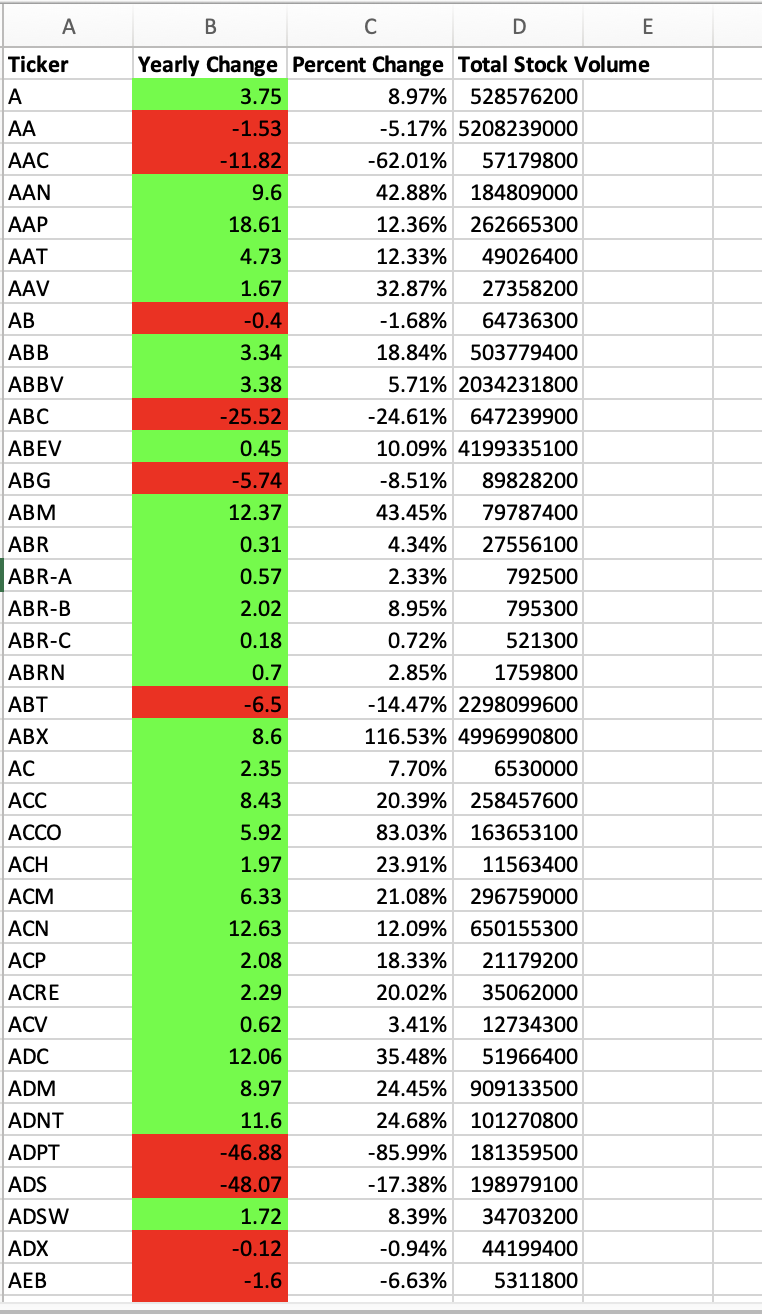 A B C D E
Ticker Yearly Change Percent Change Total Stock Volume
A 3.75 8.97% 528576200
AA -1.53 -5.17% 5208239000
AAC -11.82 -62.01% 57179800
AAN 9.6 42.88% 184809000
AAP 18.61 12.36% 262665300
AAT 4.73 12.33% 49026400
AAV 1.67 32.87% 27358200
AB -0.4 -1.68% 64736300
ABB 3.34 18.84% 503779400
ABBV 3.38 5.71% 2034231800
ABC -25.52 -24.61% 647239900
ABEV 0.45 10.09% 4199335100
ABG -5.74 -8.51% 89828200
ABM 12.37 43.45% 79787400
ABR 0.31 4.34% 27556100
ABR-A 0.57 2.33% 792500
ABR-B 2.02 8.95% 795300
ABR-C 0.18 0.72% 521300
ABRN 0.7 2.85% 1759800
ABT -6.5 -14.47% 2298099600
ABX 8.6 116.53% 4996990800
AC 2.35 7.70% 6530000
ACC 8.43 20.39% 258457600
ACCO 5.92 83.03% 163653100
ACH 1.97 23.91% 11563400
ACM 6.33 21.08% 296759000
ACN 12.63 12.09% 650155300
ACP 2.08 18.33% 21179200
ACRE 2.29 20.02% 35062000
ACV 0.62 3.41% 12734300
ADC 12.06 35.48% 51966400
ADM 8.97 24.45% 909133500
ADNT 11.6 24.68% 101270800
ADPT -46.88 -85.99% 181359500
ADS -48.07 -17.38% 198979100
ADSW 1.72 8.39% 34703200
ADX -0.12 -0.94% 44199400
AEB -1.6 -6.63% 5311800